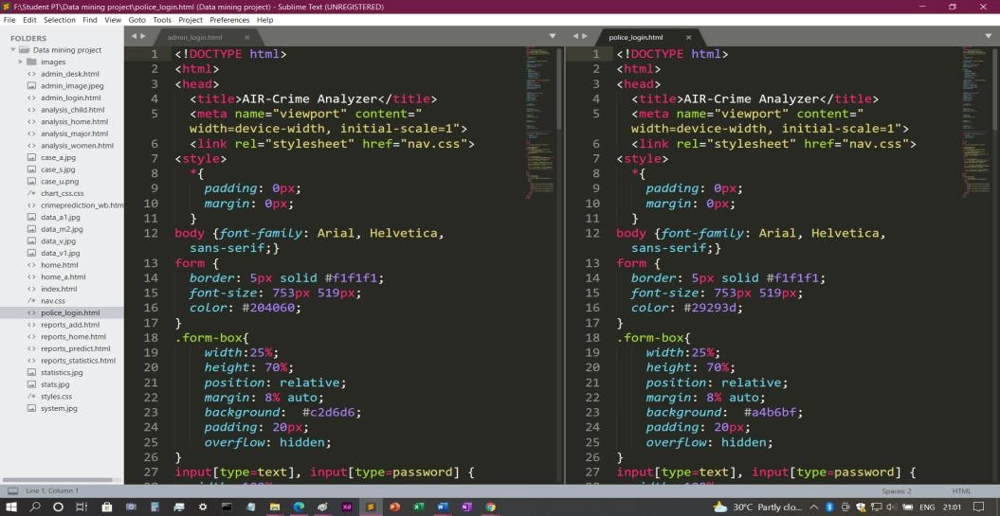 F:\Student PT\Data mining project\police_login.html (Data mining project) - Sublime Text (UNREGISTERED)
File Edit Selection Find View Goto Tools Project Preferences Help
FOLDERS
Data mining project
images
admin_desk.html
admin_image.jpeg
admin_login.html
analysis_child.html
analysis_home.html
analysis_major.html
analysis_women.html
case_a.jpg
case_s.jpg
case_u.png
chart_css.css
crimeprediction_wb.htm
data_a1.jpg
data_m2.jpg
data_v.jpg
data_v1.jpg
home.html
home_a.html
index.html
nav.css
police_login.html
reports_add.html
reports_home.html
reports_predict.html
reports_statistics.html
statistics.jpg
stats.jpg
styles.css
system.jpg
admin_login.html
1 <!DOCTYPE html>
2 <html>
3 <head>
4 <title>AIR-Crime Analyzer</title>
5 <meta name="viewport" content="
width=device-width, initial-scale=1">
6 <link rel="stylesheet" href="nav.css">
7 <style>
8 *{
9 padding: 0px;
10 margin: 0px;
11 }
12 body {font-family: Arial, Helvetica,
sans-serif;}
13 form {
14 border: 5px solid #f1f1f1;
15 font-size: 753px 519px;
16 color: #204060;
17 }
18 .form-box{
19 width:25%;
20 height: 70%;
21 position: relative;
22 margin: 8% auto;
23 background: #c2d6d6;
24 padding: 20px;
25 overflow: hidden;
26 }
27 input[type=text], input[type=password] {
police_login.html
1 <!DOCTYPE html>
2 <html>
3 <head>
4 <title>AIR-Crime Analyzer</title>
5 <meta name="viewport" content="
width=device-width, initial-scale=1">
6 <link rel="stylesheet" href="nav.css">
7 <style>
8 *{
9 padding: 0px;
10 margin: 0px;
11 }
12 body {font-family: Arial, Helvetica,
sans-serif;}
13 form {
14 border: 5px solid #f1f1f1;
15 font-size: 753px 519px;
16 color: #29293d;
17 }
18 .form-box{
19 width:25%;
20 height: 70%;
21 position: relative;
22 margin: 8% auto;
23 background: #a4b6bf;
24 padding: 20px;
25 overflow: hidden;
26 }
27 input[type=text], input[type=password] {
Line 1, Column 1
Spaces: 2
HTML
30°C Partly clo... ENG 21:01